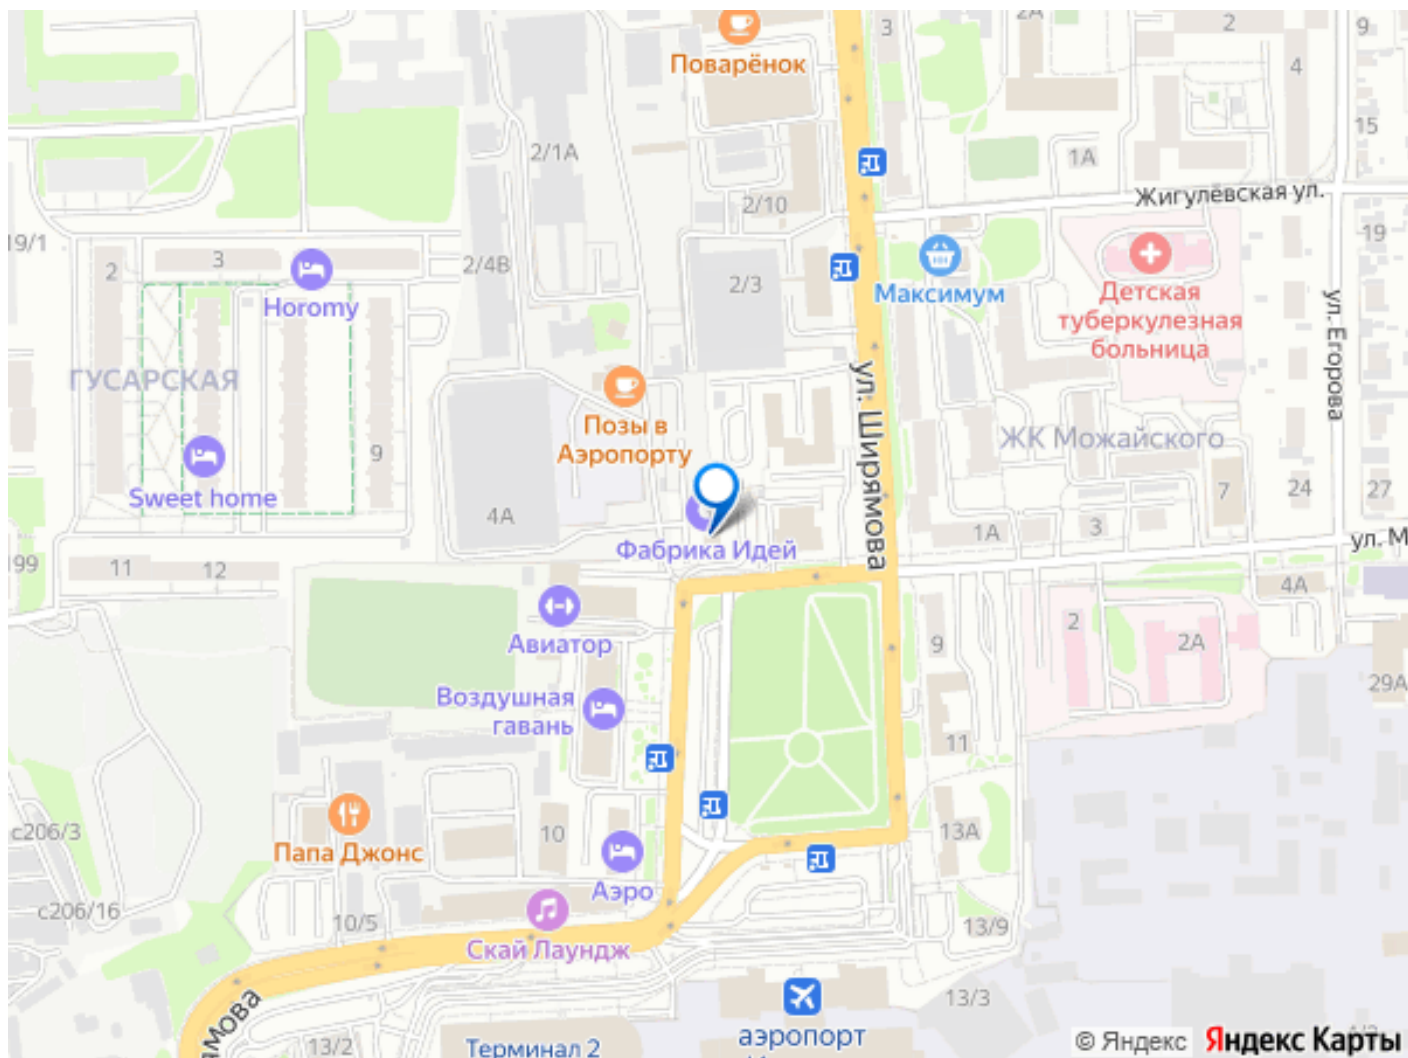 Поварёнок
3
2А
2
9
4
15
2/1А
1А
2/10
Жигулёвская ул.
19/1
2
3
2/4В
Horomy
2/3
Максимум
Детская
туберкулезная
больница
19
ул. Егорова
ГУСАРСКАЯ
Позы в
Аэропорту
ул. Ширямова
ЖК Можайского
9
Sweet home
4А
Фабрика Идей
7
24
27
1А
3
ул. М
99
11
12
4А
Авиатор
9
2
2А
Воздушная
гавань
29А
11
с206/3
Папа Джонс
10
Аэро
13А
с206/16
10/5
Скай Лаундж
13/9
13/3
ямова
13/2
Терминал 2
аэропорт
© Яндекс
Яндекс Карты